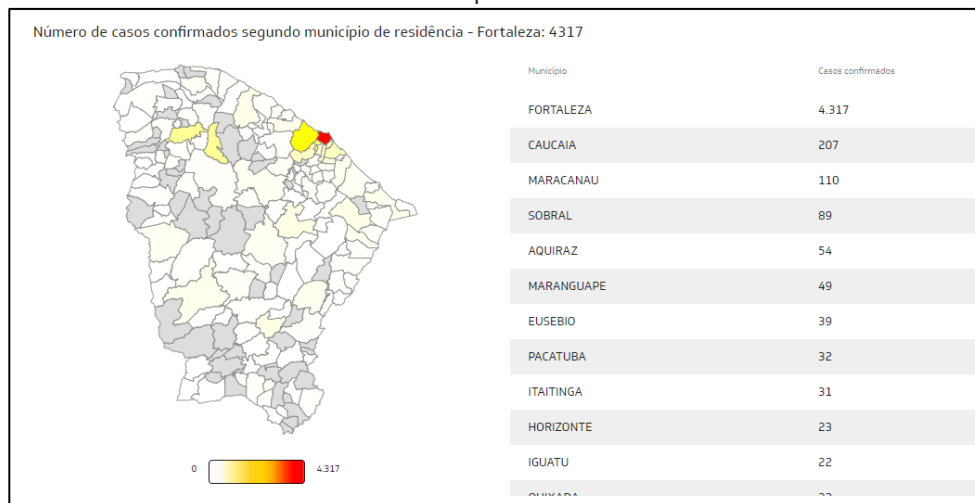 Número de casos confirmados segundo município de residência - Fortaleza: 4317
Município Casos confirmados
FORTALEZA 4.317
CAUCAIA 207
MARACANAU 110
SOBRAL 89
AQUIRAZ 54
MARANGUAPE 49
EUSEBIO 39
PACATUBA 32
ITAITINGA 31
HORIZONTE 23
IGUATU 22
0 4.317